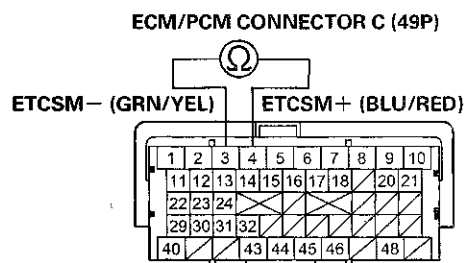 ECM/PCM CONNECTOR C (49P)
Ω
ETCSM− (GRN/YEL) ETCSM+ (BLU/RED)
1 2 3 4 5 6 7 8 9 10
11 12 13 14 15 16 17 18 20 21
22 23 24
29 30 31 32
40 43 44 45 46 48